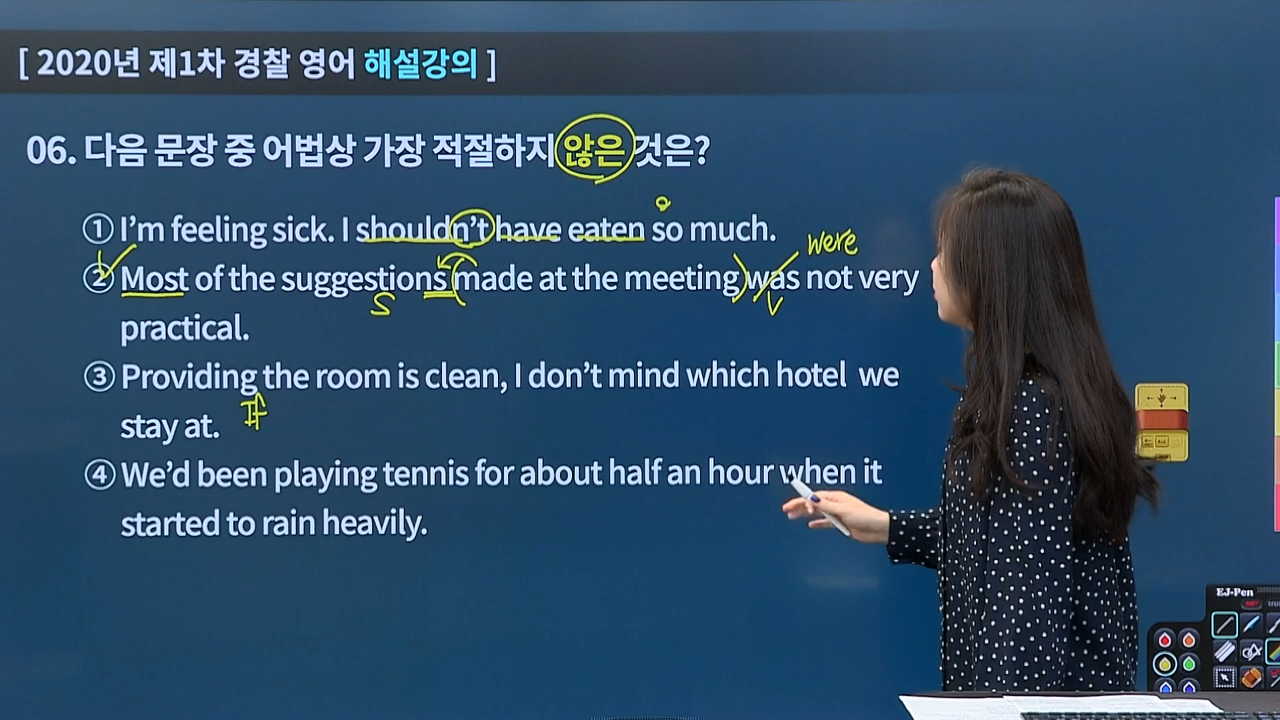 [ 2020년 제1차 경찰 영어 해설강의 ]
06. 다음 문장 중 어법상 가장 적절하지 않은 것은?
① I'm feeling sick. I shouldn't have eaten so much.
were
② Most of the suggestions made at the meeting was not very
S
V
practical.
③ Providing the room is clean, I don't mind which hotel we
if
stay at.
④ We'd been playing tennis for about half an hour when it
started to rain heavily.
EJ-Pen